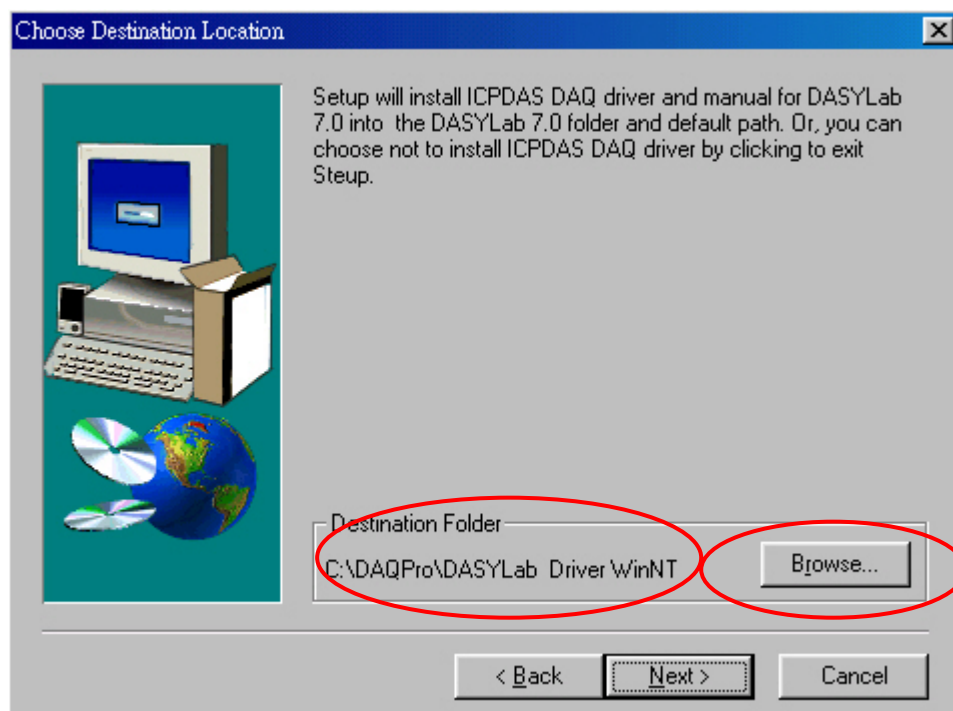 Choose Destination Location
Setup will install ICPDAS DAQ driver and manual for DASYLab
7.0 into the DASYLab 7.0 folder and default path. Or, you can
choose not to install ICPDAS DAQ driver by clicking to exit
Steup.
Destination Folder
C:\DAQPro\DASYLab Driver WinNT
Browse...
< Back
Next >
Cancel